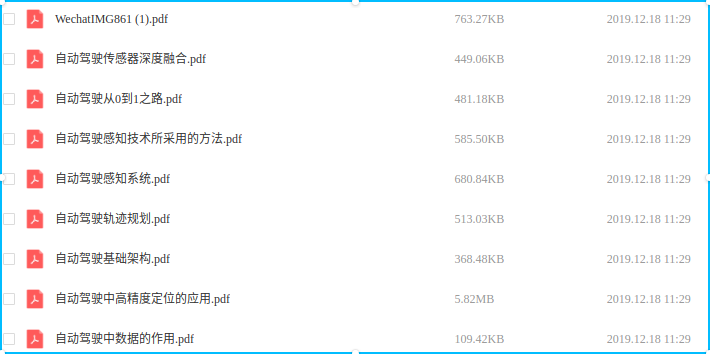 WechatIMG861 (1).pdf 763.27KB 2019.12.18 11:29
自动驾驶传感器深度融合.pdf 449.06KB 2019.12.18 11:29
自动驾驶从0到1之路.pdf 481.18KB 2019.12.18 11:29
自动驾驶感知技术所采用的方法.pdf 585.50KB 2019.12.18 11:29
自动驾驶感知系统.pdf 680.84KB 2019.12.18 11:29
自动驾驶轨迹规划.pdf 513.03KB 2019.12.18 11:29
自动驾驶基础架构.pdf 368.48KB 2019.12.18 11:29
自动驾驶中高精度定位的应用.pdf 5.82MB 2019.12.18 11:29
自动驾驶中数据的作用.pdf 109.42KB 2019.12.18 11:29